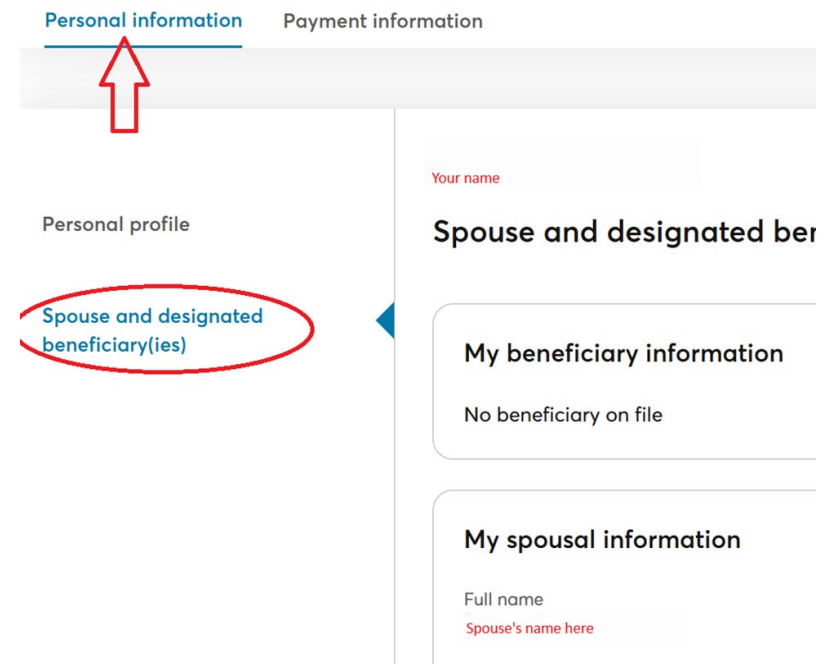 Personal information Payment information
Your name
Personal profile
Spouse and designated
Spouse and designated
beneficiary(ies)
My beneficiary information
No beneficiary on file
My spousal information
Full name
Spouse's name here